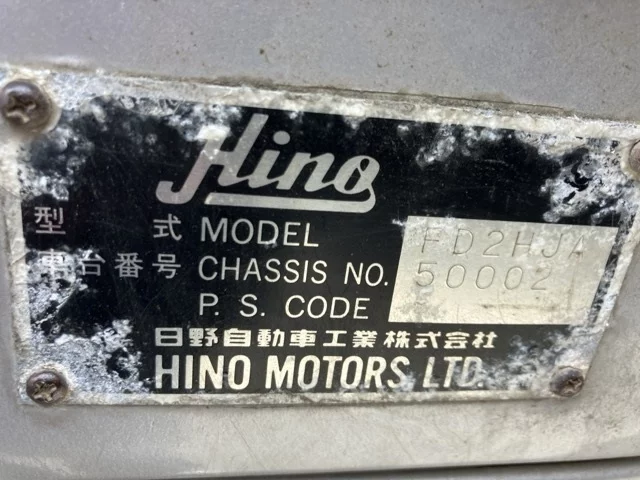 Hino
型 式 MODEL FD2HJA
車台番号 CHASSIS NO. 50002
P. S. CODE
日野自動車工業株式会社
HINO MOTORS LTD.